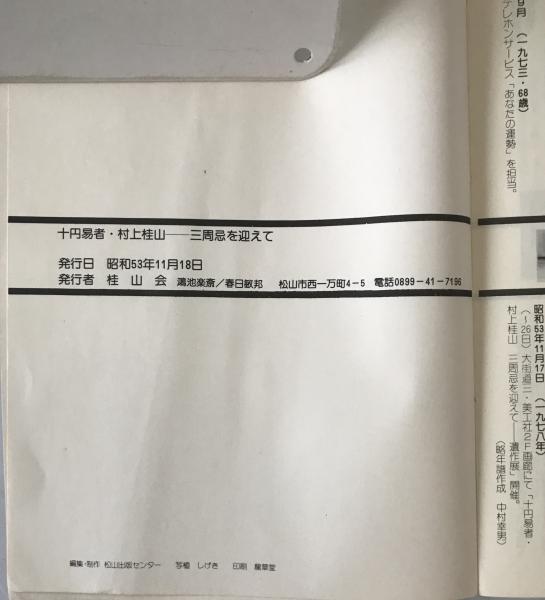 9月 (一九七三・68歳)
テレホンサービス「あなたの運勢」を担当。
昭和53年11月17日 (一九七八年)
(〜26日) 大街道三・美工社2F画廊にて「十円易者・
村上桂山 三周忌を迎えて――遺作展」開催。
(略年譜作成 中村幸男)
十円易者・村上桂山――三周忌を迎えて
発行日 昭和53年11月18日
発行者 桂山会 鴻池楽斎/春日敏邦 松山市西一万町4-5 電話0899-41-7196
編集・制作 松山出版センター 写植 しげき 印刷 龍華堂